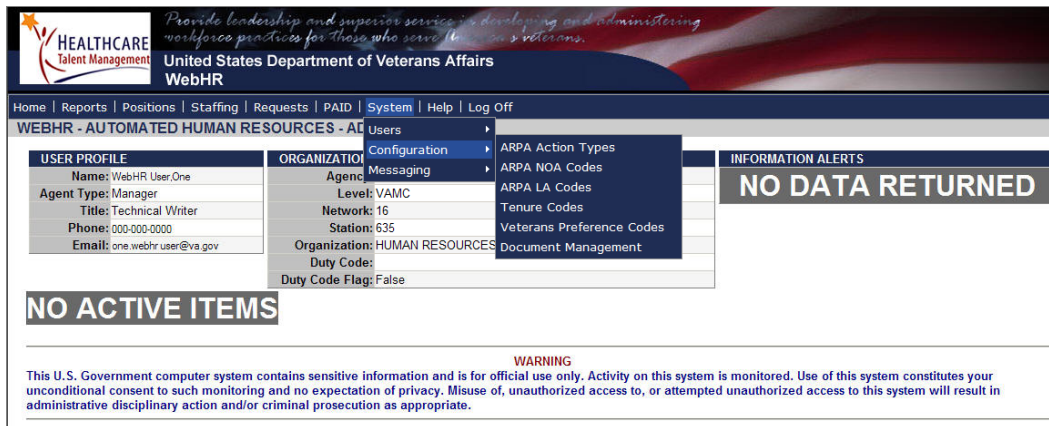 Provide leadership and superior service in developing and administering
workforce practices for those who serve
HEALTHCARE
Talent Management
United States Department of Veterans Affairs
WebHR
Home | Reports | Positions | Staffing | Requests | PAID | System | Help | Log Off
WEBHR - AUTOMATED HUMAN RESOURCES - AD
Users
Configuration
Messaging
ARPA Action Types
ARPA NOA Codes
ARPA LA Codes
Tenure Codes
Veterans Preference Codes
Document Management
USER PROFILE
Name: WebHR User,One
Agent Type: Manager
Title: Technical Writer
Phone: 000-000-0000
Email: one.webhr user@va.gov
ORGANIZATION
Agenc
Level: VAMC
Network: 16
Station: 635
Organization: HUMAN RESOURCES
Duty Code:
Duty Code Flag: False
INFORMATION ALERTS
NO DATA RETURNED
NO ACTIVE ITEMS
WARNING
This U.S. Government computer system contains sensitive information and is for official use only. Activity on this system is monitored. Use of this system constitutes your
unconditional consent to such monitoring and no expectation of privacy. Misuse of, unauthorized access to, or attempted unauthorized access to this system will result in
administrative disciplinary action and/or criminal prosecution as appropriate.